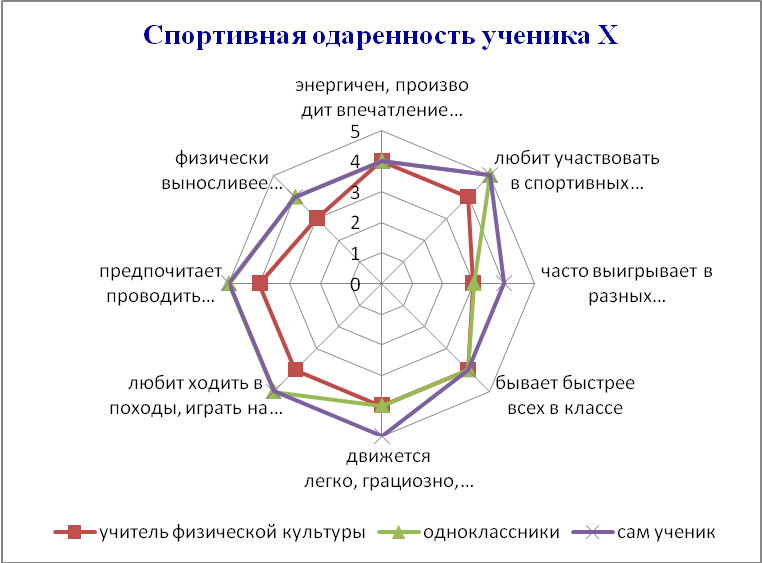 Спортивная одаренность ученика X
энергичен, произво
дит впечатление...
любит участвовать
в спортивных...
часто выигрывает в
разных...
бывает быстрее
всех в классе
движется
легко, грациозно,...
любит ходить в
походы, играть на...
предпочитает
проводить...
физически
выносливее...
5
4
3
2
1
0
учитель физической культуры
одноклассники
сам ученик